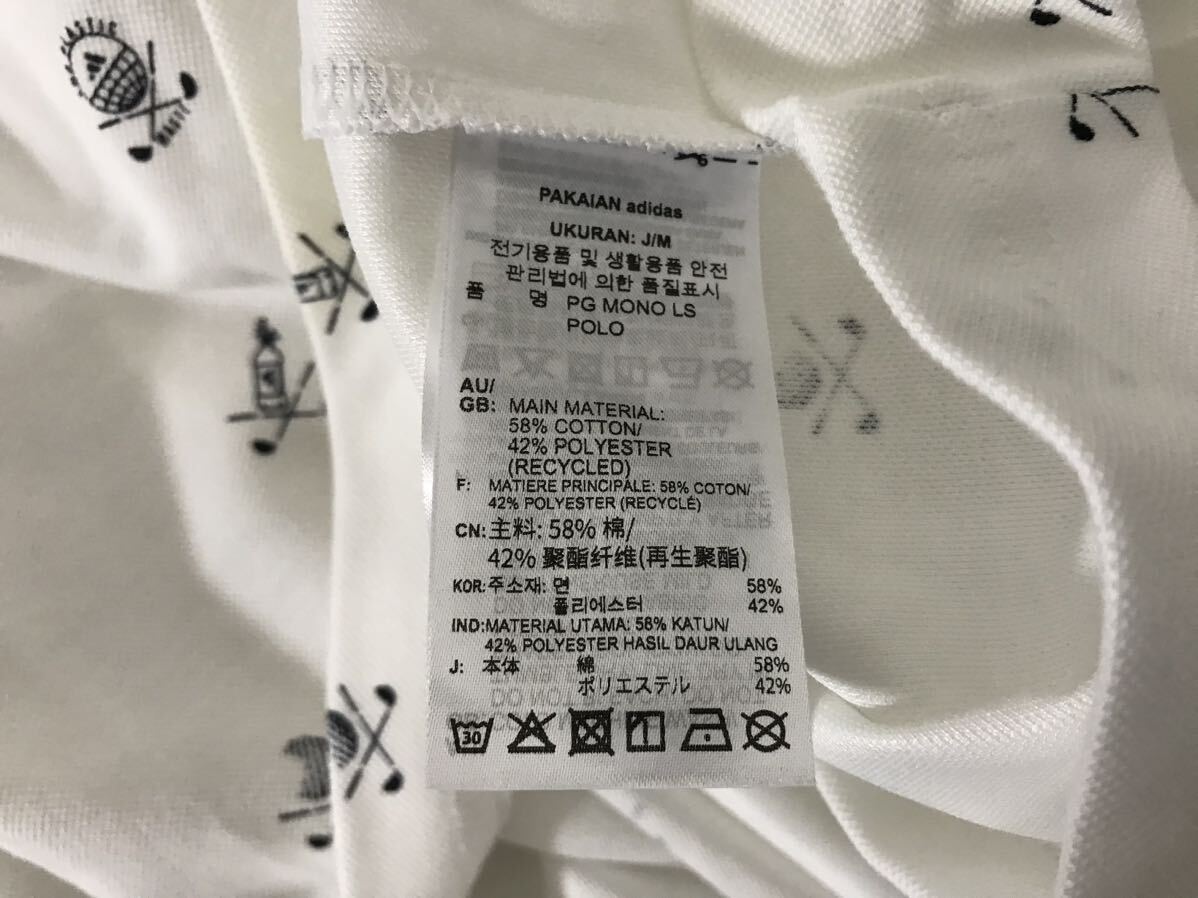 PLASTIC
WASTE
PAKAIAN adidas
UKURAN: J/M
전기용품 및 생활용품 안전
관리법에 의한 품질표시
품 명 PG MONO LS
POLO
AU/
GB: MAIN MATERIAL:
58% COTTON/
42% POLYESTER
(RECYCLED)
F: MATIERE PRINCIPALE: 58% COTON/
42% POLYESTER (RECYCLÉ)
CN: 主料: 58% 棉/
42% 聚酯纤维(再生聚酯)
KOR: 주소재: 면 58%
폴리에스터 42%
IND: MATERIAL UTAMA: 58% KATUN/
42% POLYESTER HASIL DAUR ULANG
J: 本体 綿 58%
ポリエステル 42%
30